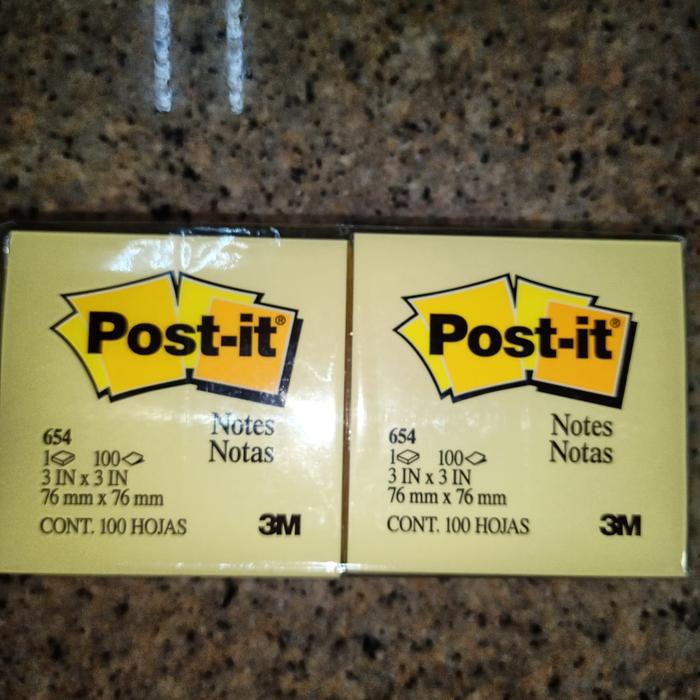 Post-it®
Notes
Notas
654
1 100
3 IN x 3 IN
76 mm x 76 mm
CONT. 100 HOJAS
3M
Post-it®
Notes
Notas
654
1 100
3 IN x 3 IN
76 mm x 76 mm
CONT. 100 HOJAS
3M